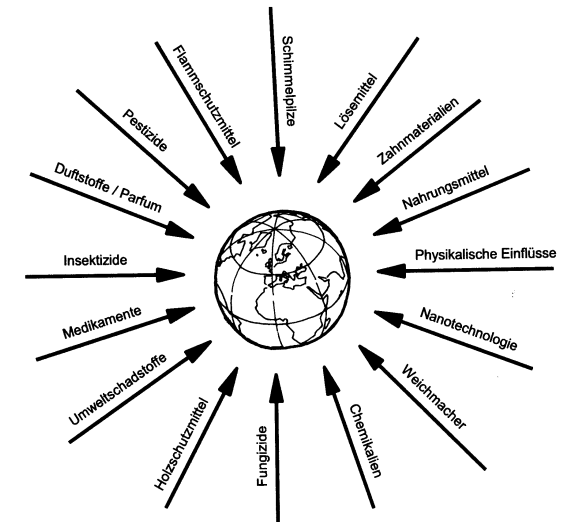 Schimmelpilze
Lösemittel
Zahnmaterialien
Nahrungsmittel
Physikalische Einflüsse
Nanotechnologie
Weichmacher
Chemikalien
Fungizide
Holzschutzmittel
Umweltschadstoffe
Medikamente
Insektizide
Duftstoffe / Parfum
Pestizide
Flammschutzmittel